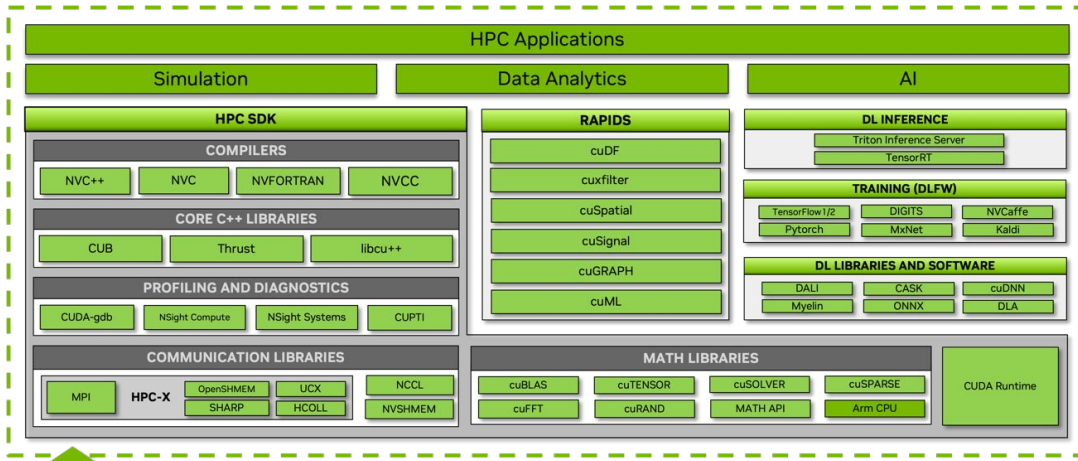 HPC Applications
Simulation
Data Analytics
AI
HPC SDK
COMPILERS
NVC++ NVC NVFORTRAN NVCC
CORE C++ LIBRARIES
CUB Thrust libcu++
PROFILING AND DIAGNOSTICS
CUDA-gdb NSight Compute NSight Systems CUPTI
COMMUNICATION LIBRARIES
MPI HPC-X
OpenSHMEM UCX
SHARP HCOLL
NCCL
NVSHMEM
RAPIDS
cuDF
cuxfilter
cuSpatial
cuSignal
cuGRAPH
cuML
DL INFERENCE
Triton Inference Server
TensorRT
TRAINING (DLFW)
TensorFlow1/2 DIGITS NVCaffe
Pytorch MxNet Kaldi
DL LIBRARIES AND SOFTWARE
DALI CASK cuDNN
Myelin ONNX DLA
MATH LIBRARIES
cuBLAS cuTENSOR cuSOLVER cuSPARSE
cuFFT cuRAND MATH API Arm CPU
CUDA Runtime